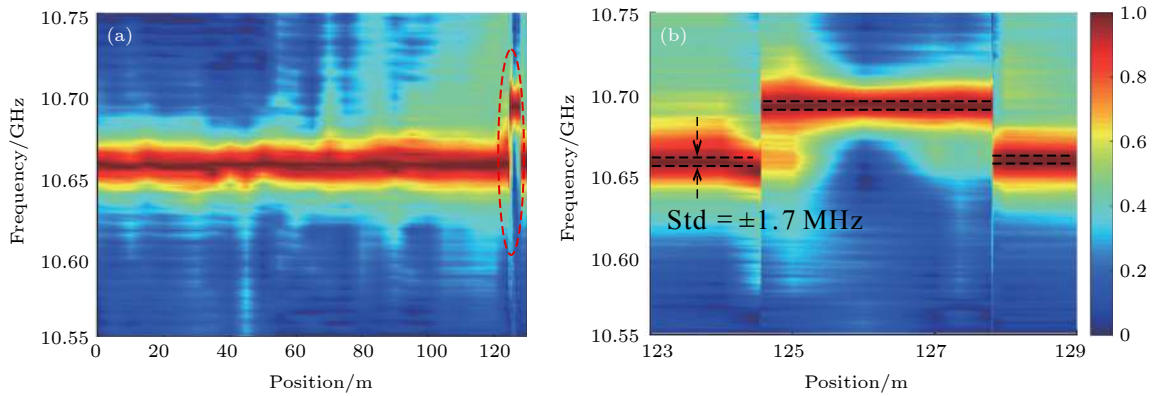 (a)
Frequency/GHz
10.75
10.70
10.65
10.60
10.55
0 20 40 60 80 100 120
Position/m
(b)
Frequency/GHz
10.75
10.70
10.65
10.60
10.55
Std = ±1.7 MHz
123 125 127 129
Position/m
1.0
0.8
0.6
0.4
0.2
0